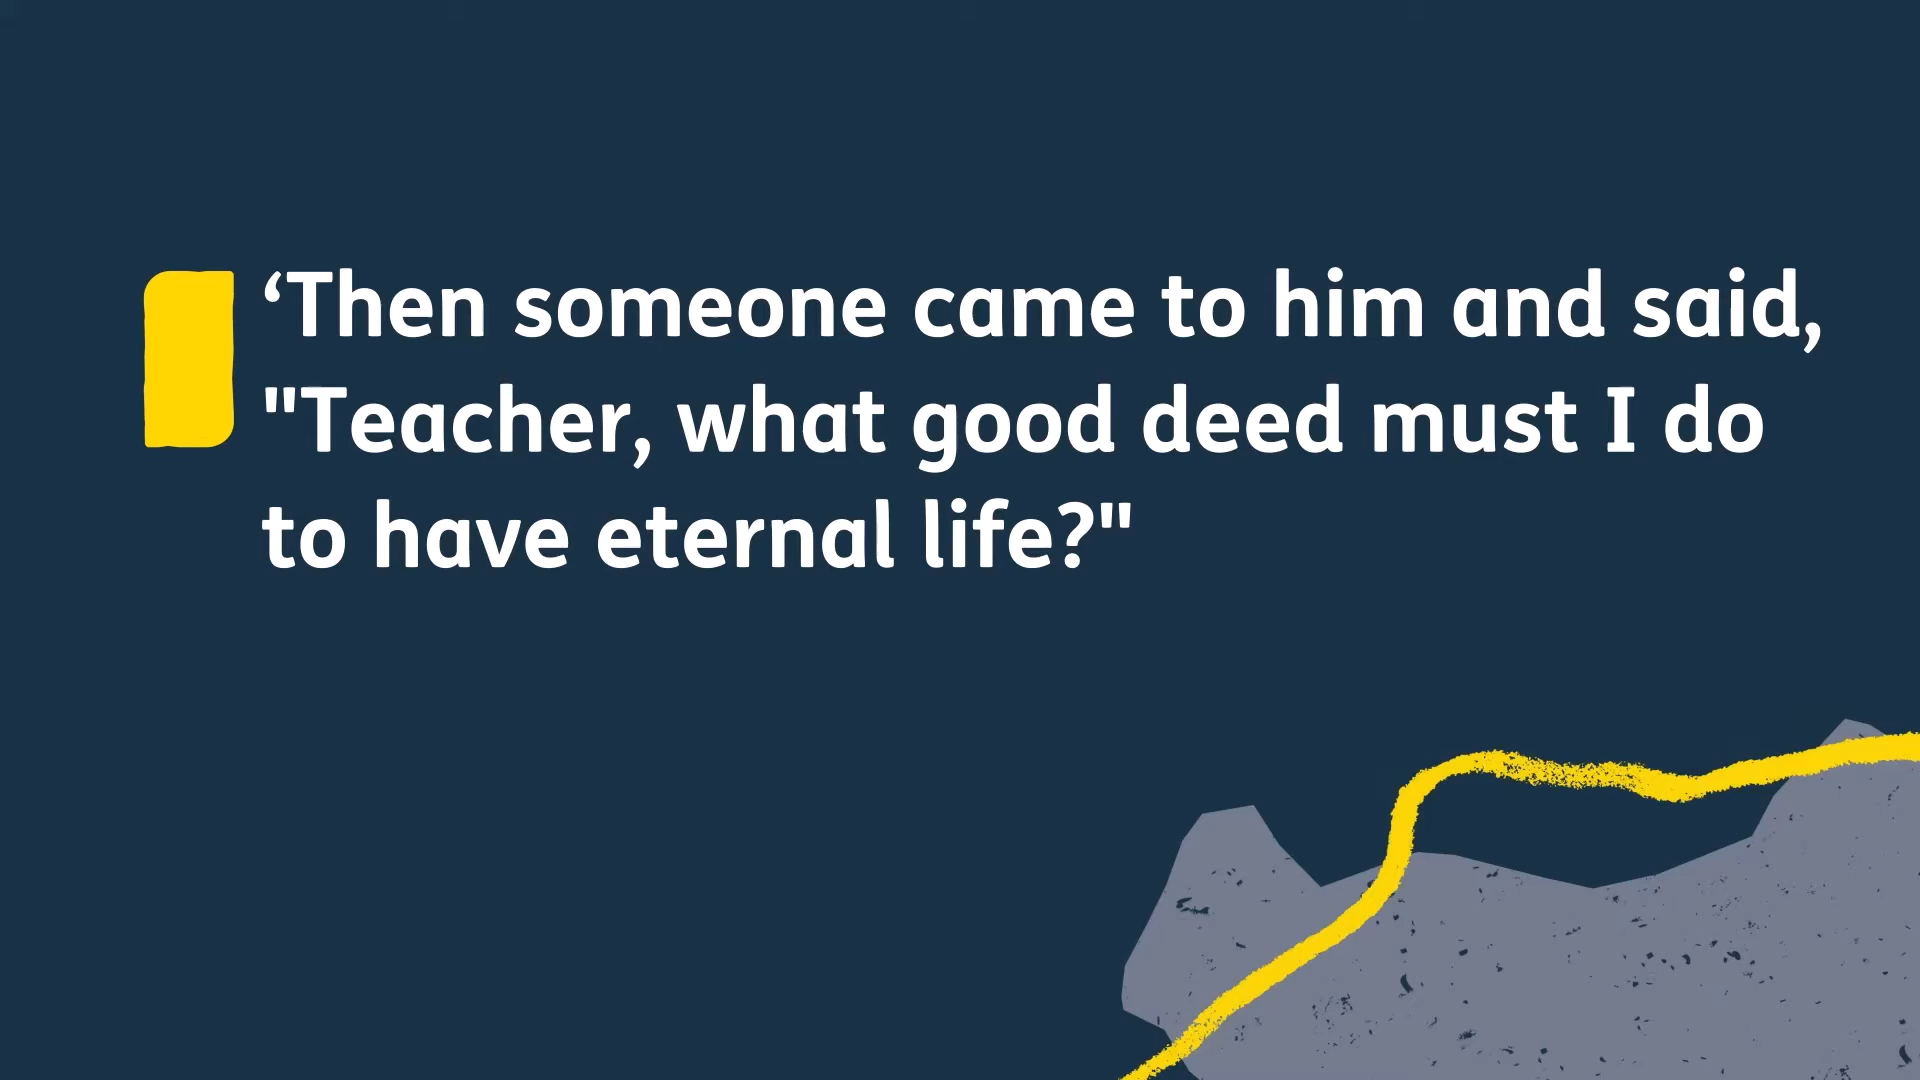 ‘Then someone came to him and said,
"Teacher, what good deed must I do
to have eternal life?"